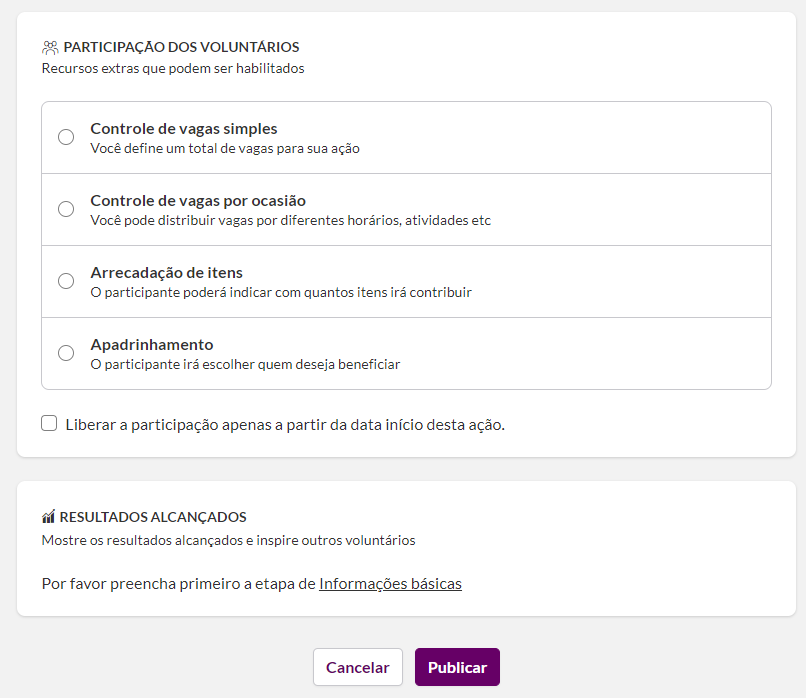 PARTICIPAÇÃO DOS VOLUNTÁRIOS
Recursos extras que podem ser habilitados
Controle de vagas simples
Você define um total de vagas para sua ação
Controle de vagas por ocasião
Você pode distribuir vagas por diferentes horários, atividades etc
Arrecadação de itens
O participante poderá indicar com quantos itens irá contribuir
Apadrinhamento
O participante irá escolher quem deseja beneficiar
Liberar a participação apenas a partir da data início desta ação.
RESULTADOS ALCANÇADOS
Mostre os resultados alcançados e inspire outros voluntários
Por favor preencha primeiro a etapa de Informações básicas
Cancelar Publicar